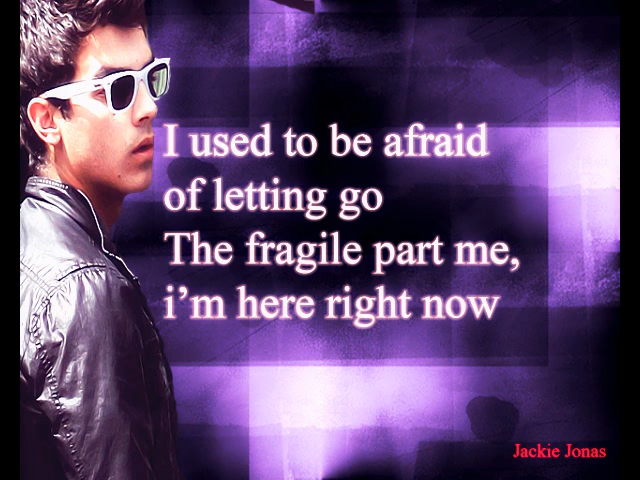 I used to be afraid
of letting go
The fragile part me,
i'm here right now
Jackie Jonas